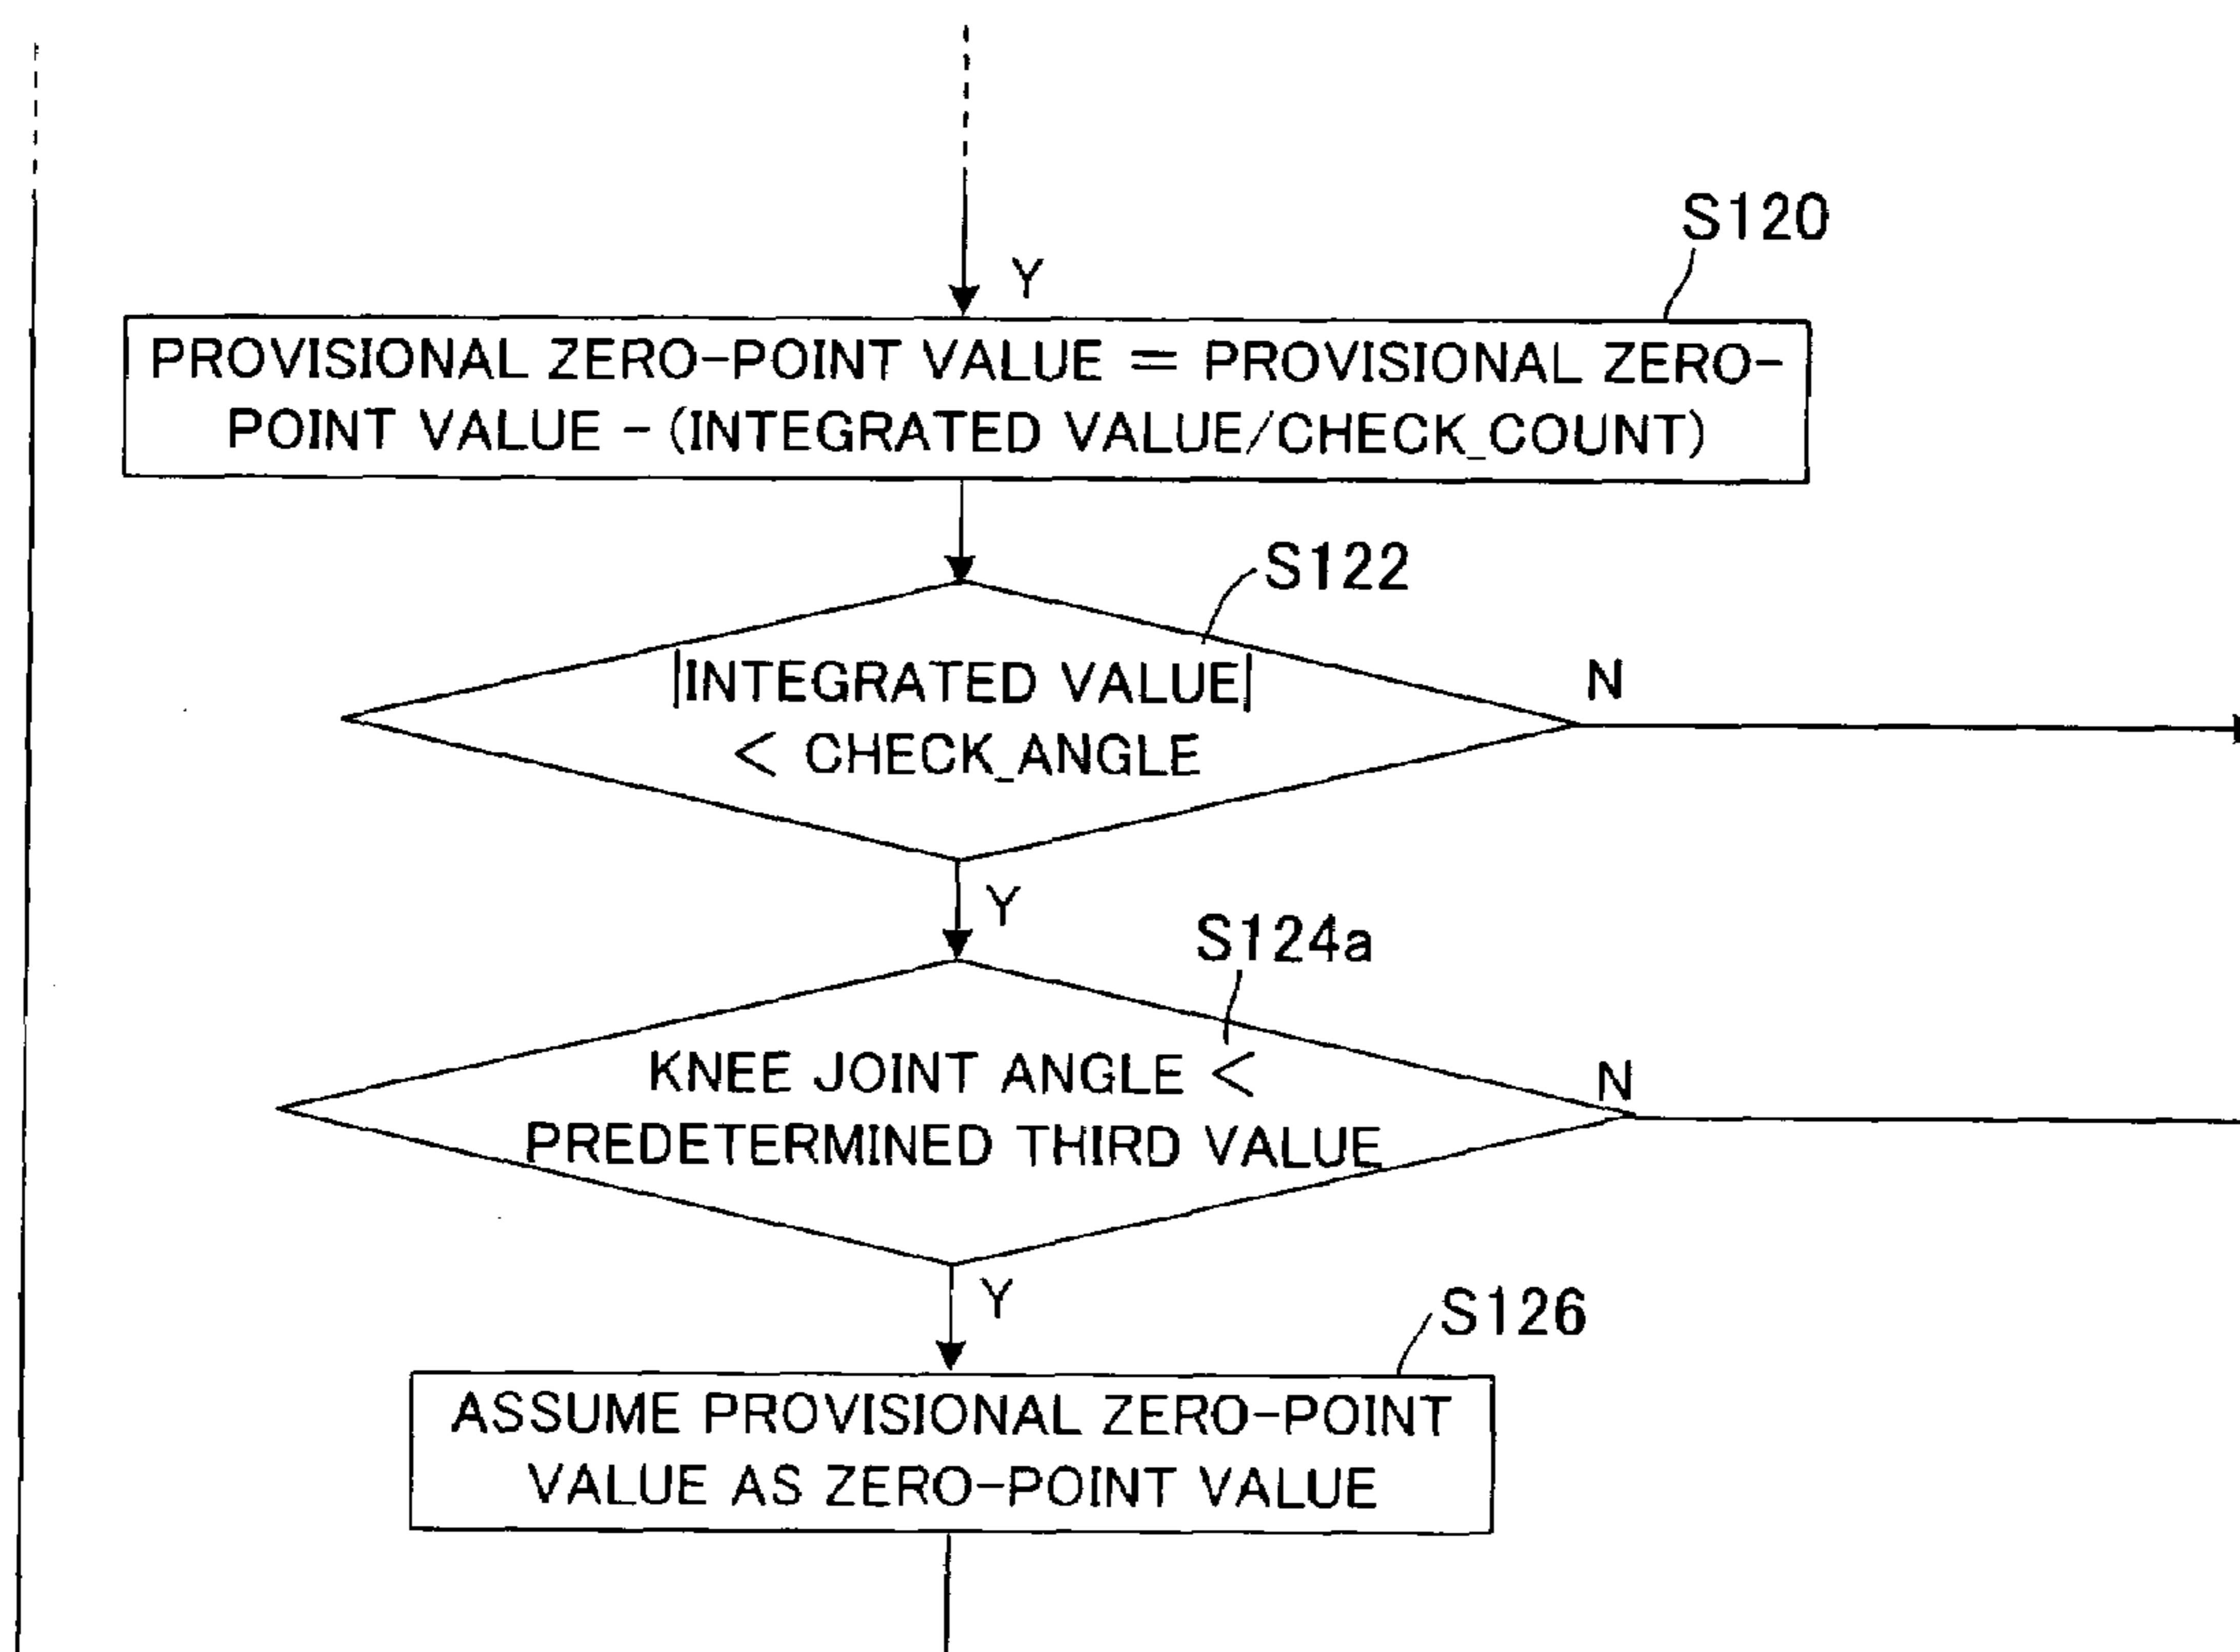 S120
Y
PROVISIONAL ZERO-POINT VALUE = PROVISIONAL ZERO-
POINT VALUE - (INTEGRATED VALUE/CHECK_COUNT)
S122
|INTEGRATED VALUE|
< CHECK_ANGLE
N
Y
S124a
KNEE JOINT ANGLE <
PREDETERMINED THIRD VALUE
N
Y
S126
ASSUME PROVISIONAL ZERO-POINT
VALUE AS ZERO-POINT VALUE